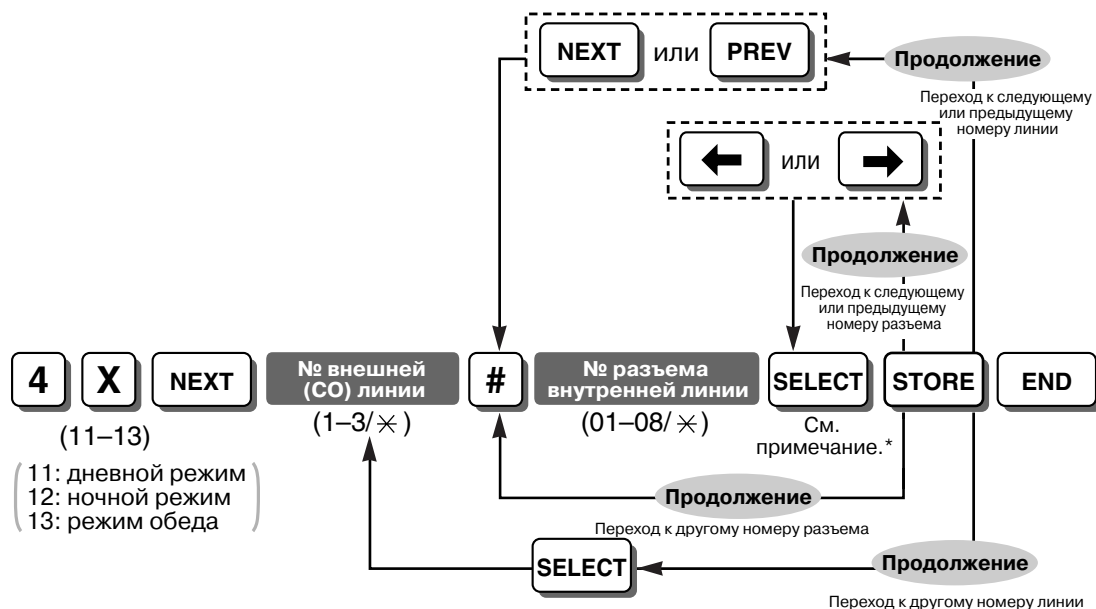 NEXT или PREV
Продолжение
Переход к следующему
или предыдущему
номеру линии
← или →
Продолжение
Переход к следующему
или предыдущему
номеру разъема
4 X NEXT № внешней (CO) линии # № разъема внутренней линии SELECT STORE END
(11–13)
(1–3/✳)
(01–08/✳)
См.
примечание.*
11: дневной режим
12: ночной режим
13: режим обеда
Продолжение
Переход к другому номеру разъема
SELECT
Продолжение
Переход к другому номеру линии